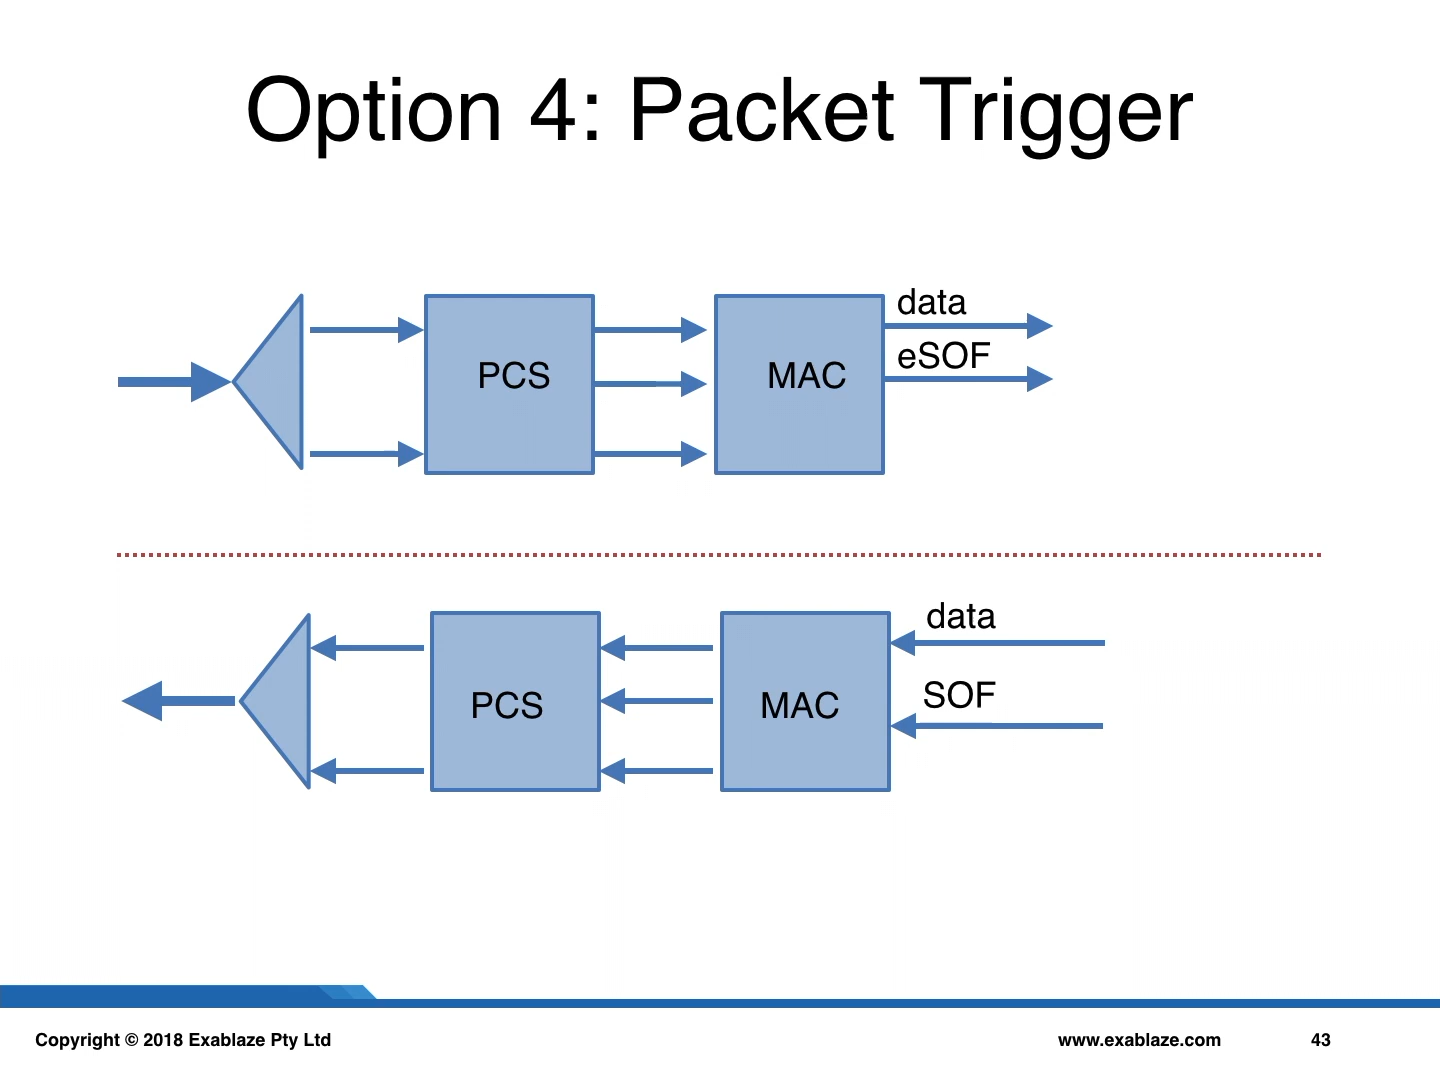 Option 4: Packet Trigger
data
eSOF
PCS
MAC
data
SOF
PCS
MAC
Copyright © 2018 Exablaze Pty Ltd
www.exablaze.com
43